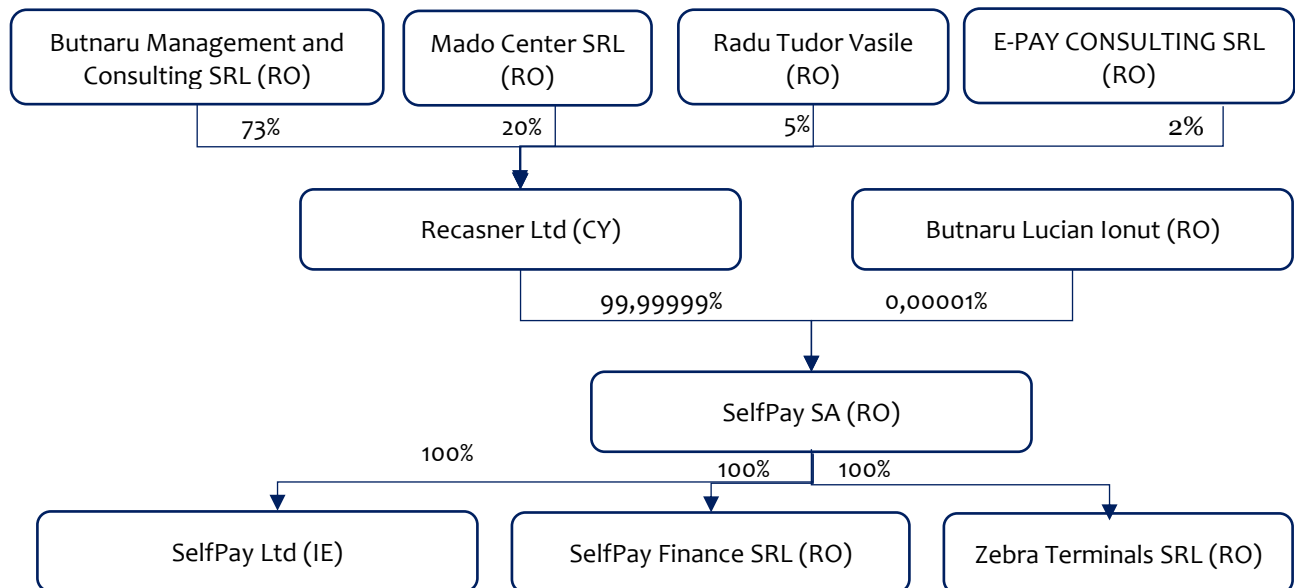 Butnaru Management and
Consulting SRL (RO)
Mado Center SRL
(RO)
Radu Tudor Vasile
(RO)
E-PAY CONSULTING SRL
(RO)
73%
20%
5%
2%
Recasner Ltd (CY)
Butnaru Lucian Ionut (RO)
99,99999%
0,00001%
SelfPay SA (RO)
100%
100%
100%
SelfPay Ltd (IE)
SelfPay Finance SRL (RO)
Zebra Terminals SRL (RO)